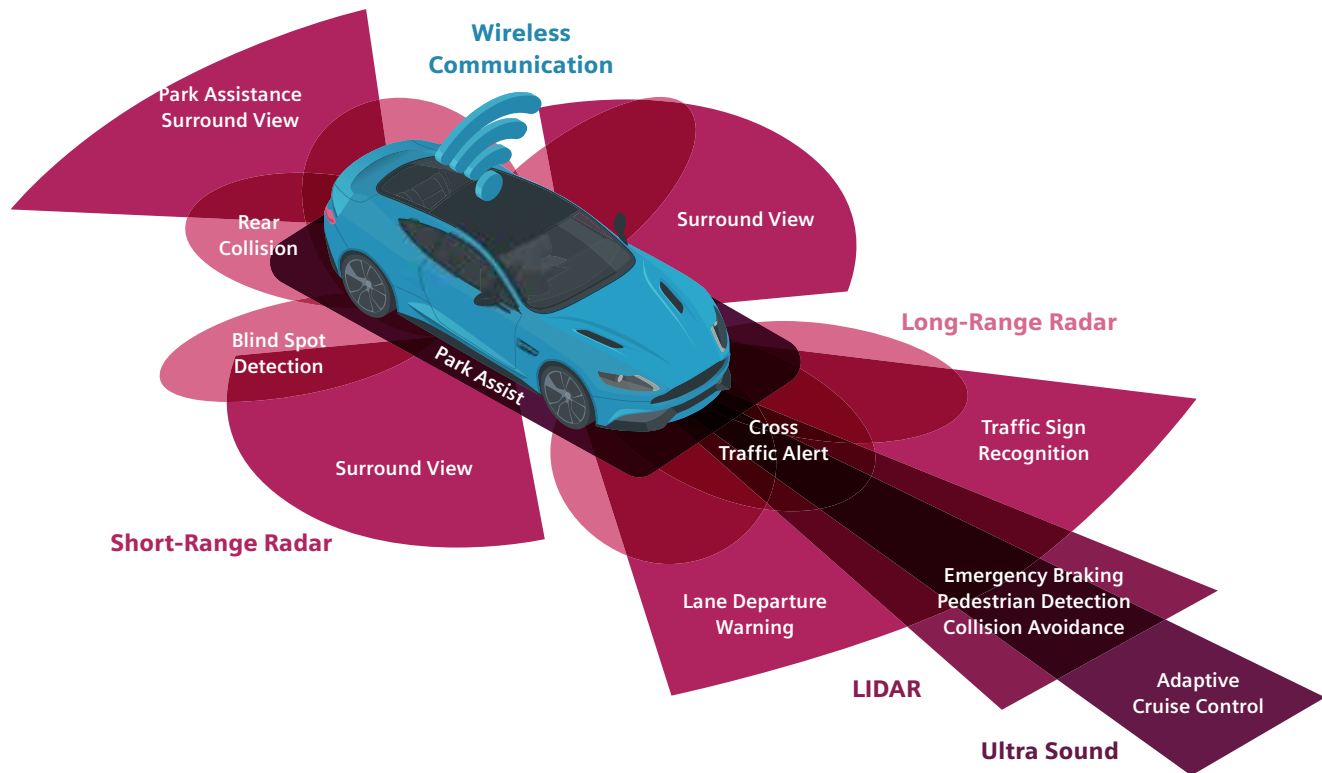 Wireless
Communication
Park Assistance
Surround View
Surround View
Rear
Collision
Long-Range Radar
Blind Spot
Detection
Park Assist
Cross
Traffic Alert
Traffic Sign
Recognition
Surround View
Short-Range Radar
Lane Departure
Warning
Emergency Braking
Pedestrian Detection
Collision Avoidance
LIDAR
Adaptive
Cruise Control
Ultra Sound